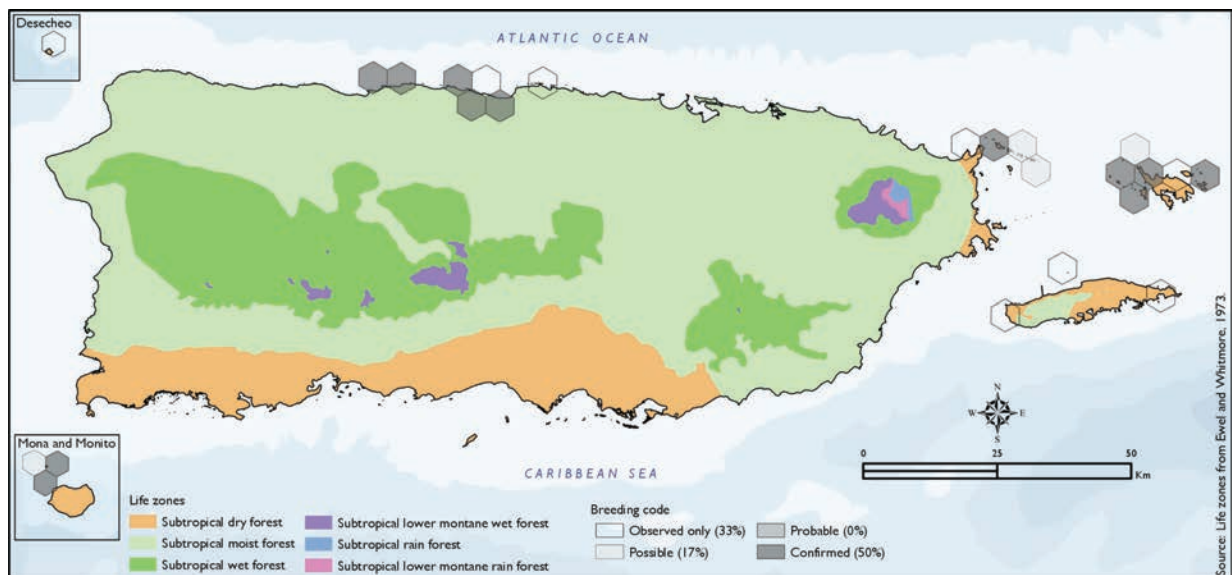 Desecheo
ATLANTIC OCEAN
Mona and Monito
CARIBBEAN SEA
N
W E
S
0 25 50
Km
Life zones
Subtropical dry forest
Subtropical moist forest
Subtropical wet forest
Subtropical lower montane wet forest
Subtropical rain forest
Subtropical lower montane rain forest
Breeding code
Observed only (33%)
Possible (17%)
Probable (0%)
Confirmed (50%)
Source: Life zones from Ewel and Whitmore, 1973.